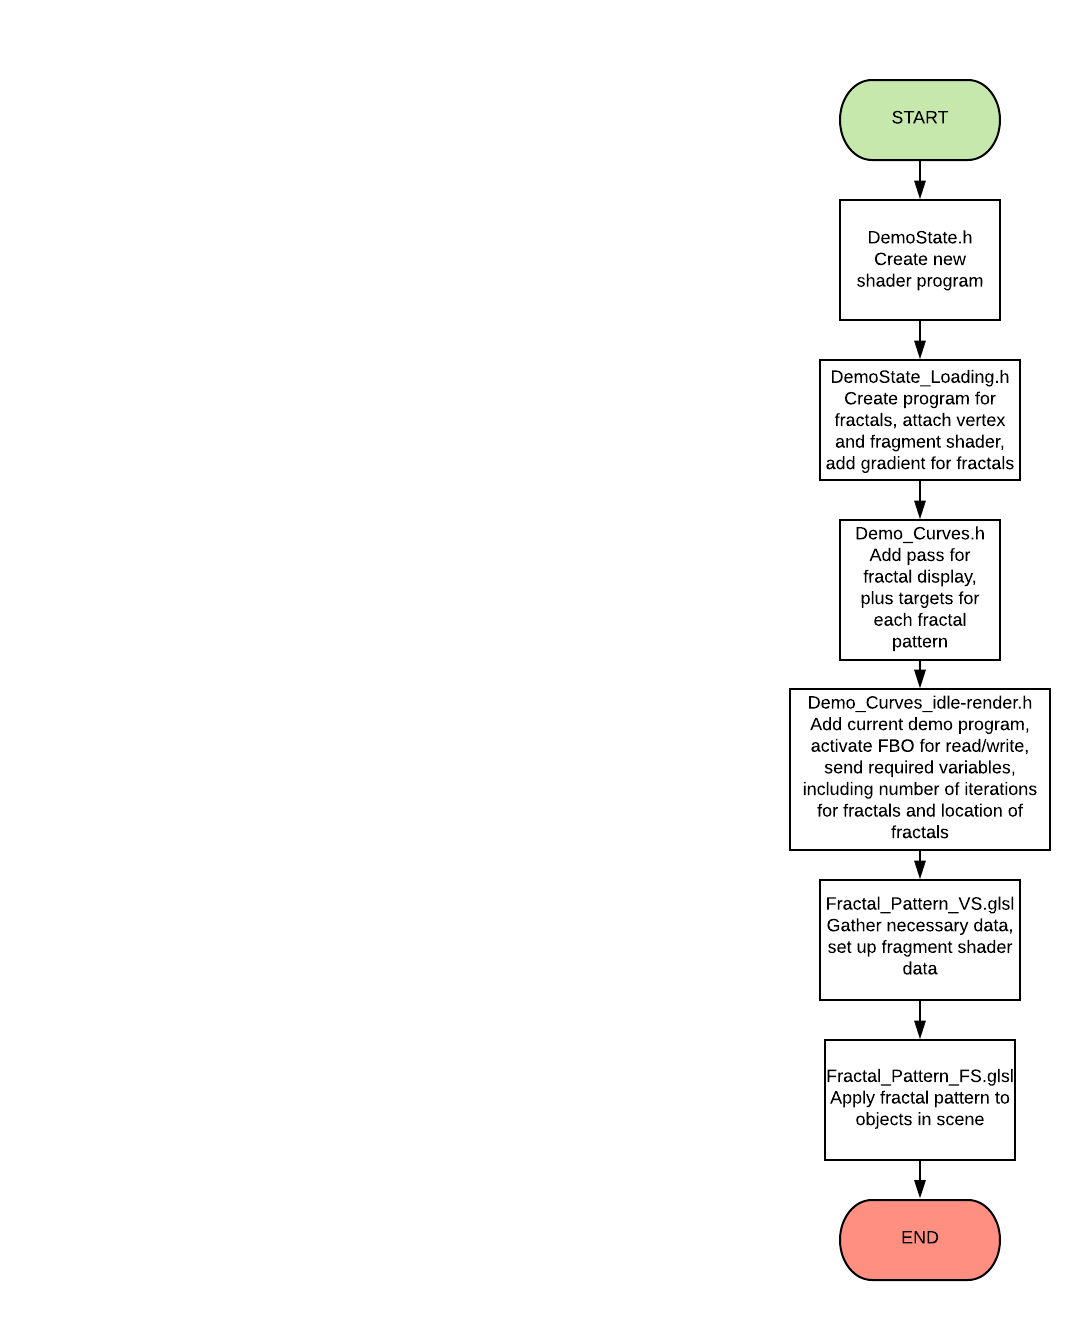 START
DemoState.h
Create new
shader program
DemoState_Loading.h
Create program for
fractals, attach vertex
and fragment shader,
add gradient for fractals
Demo_Curves.h
Add pass for
fractal display,
plus targets for
each fractal
pattern
Demo_Curves_idle-render.h
Add current demo program,
activate FBO for read/write,
send required variables,
including number of iterations
for fractals and location of
fractals
Fractal_Pattern_VS.glsl
Gather necessary data,
set up fragment shader
data
Fractal_Pattern_FS.glsl
Apply fractal pattern to
objects in scene
END